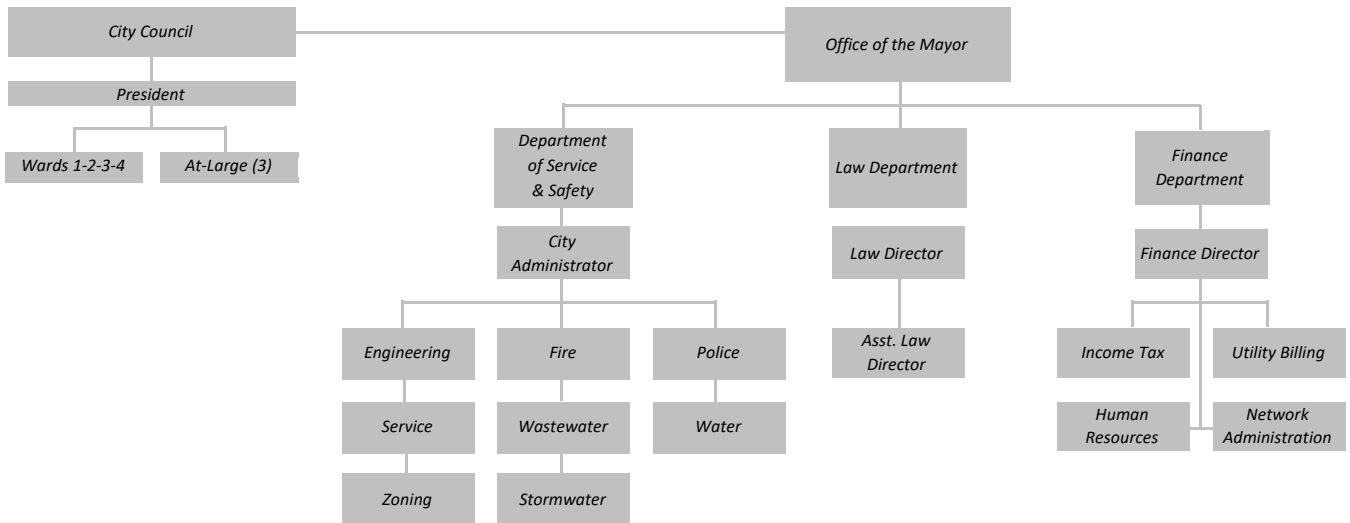 City Council
Office of the Mayor
President
Wards 1-2-3-4
At-Large (3)
Department
of Service
& Safety
Law Department
Finance
Department
City
Administrator
Law Director
Finance Director
Engineering
Fire
Police
Asst. Law
Director
Income Tax
Utility Billing
Service
Wastewater
Water
Human
Resources
Network
Administration
Zoning
Stormwater